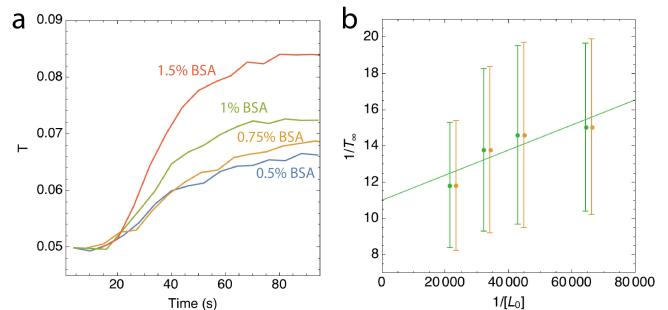 a
0.09
0.08
0.07
0.06
0.05
T
1.5% BSA
1% BSA
0.75% BSA
0.5% BSA
20
40
60
80
Time (s)
b
20
18
16
14
12
10
8
1/T∞
0
20 000
40 000
60 000
80 000
1/[L₀]